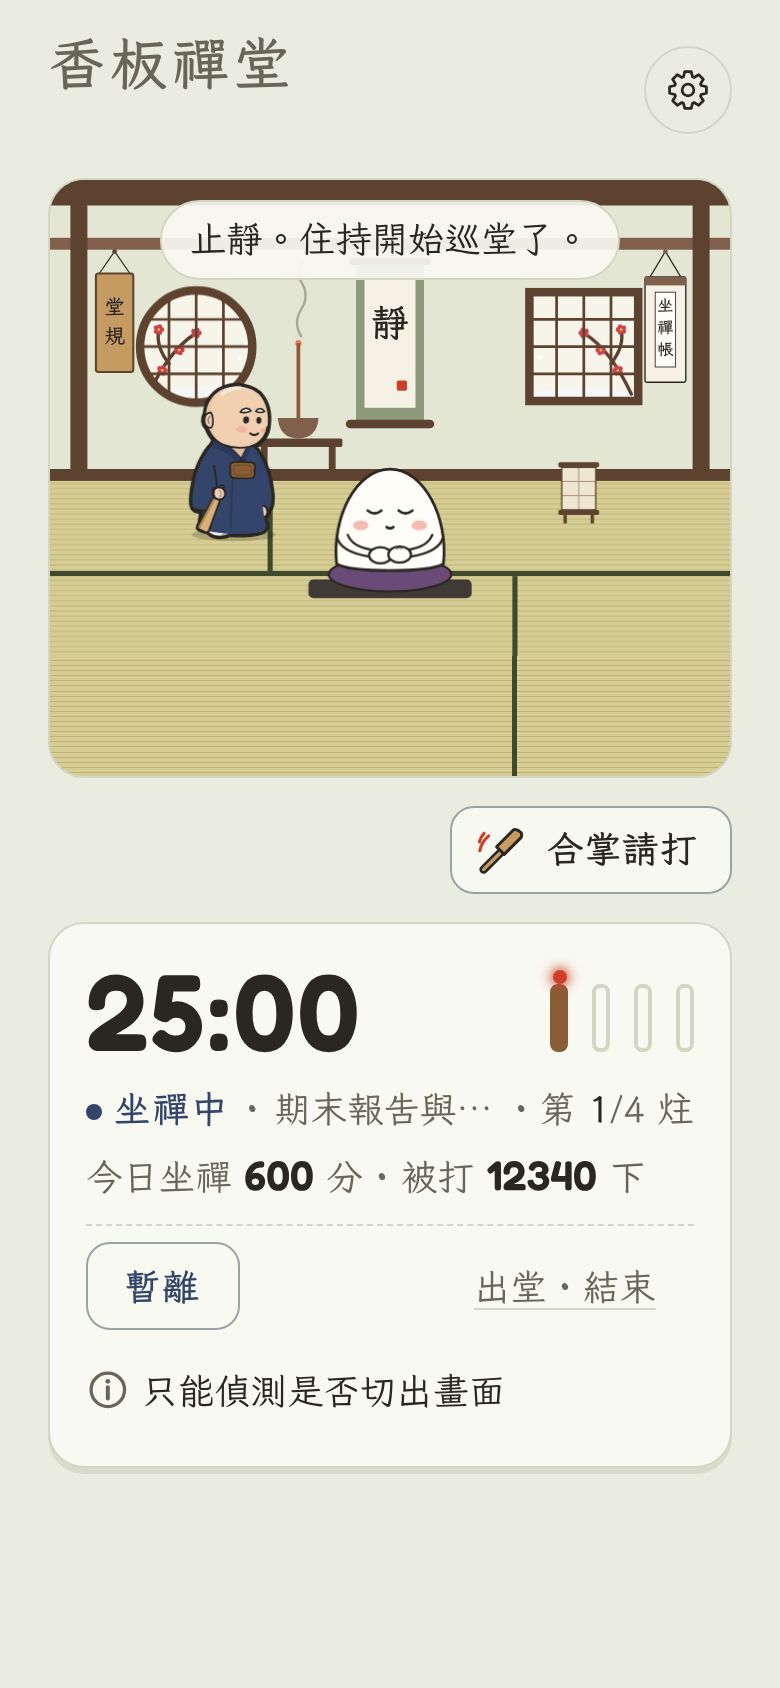 香板禪堂
止靜。住持開始巡堂了。
堂規
靜
坐禪帳
合掌請打
25:00
坐禪中・期末報告與⋯・第 1/4 炷
今日坐禪 600 分・被打 12340 下
暫離
出堂・結束
只能偵測是否切出畫面